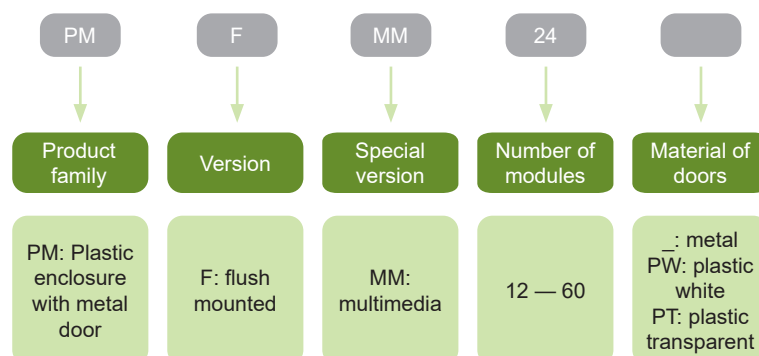 PM
F
MM
24
Product
family
Version
Special
version
Number of
modules
Material of
doors
PM: Plastic
enclosure
with metal
door
F: flush
mounted
MM:
multimedia
12 — 60
_: metal
PW: plastic
white
PT: plastic
transparent